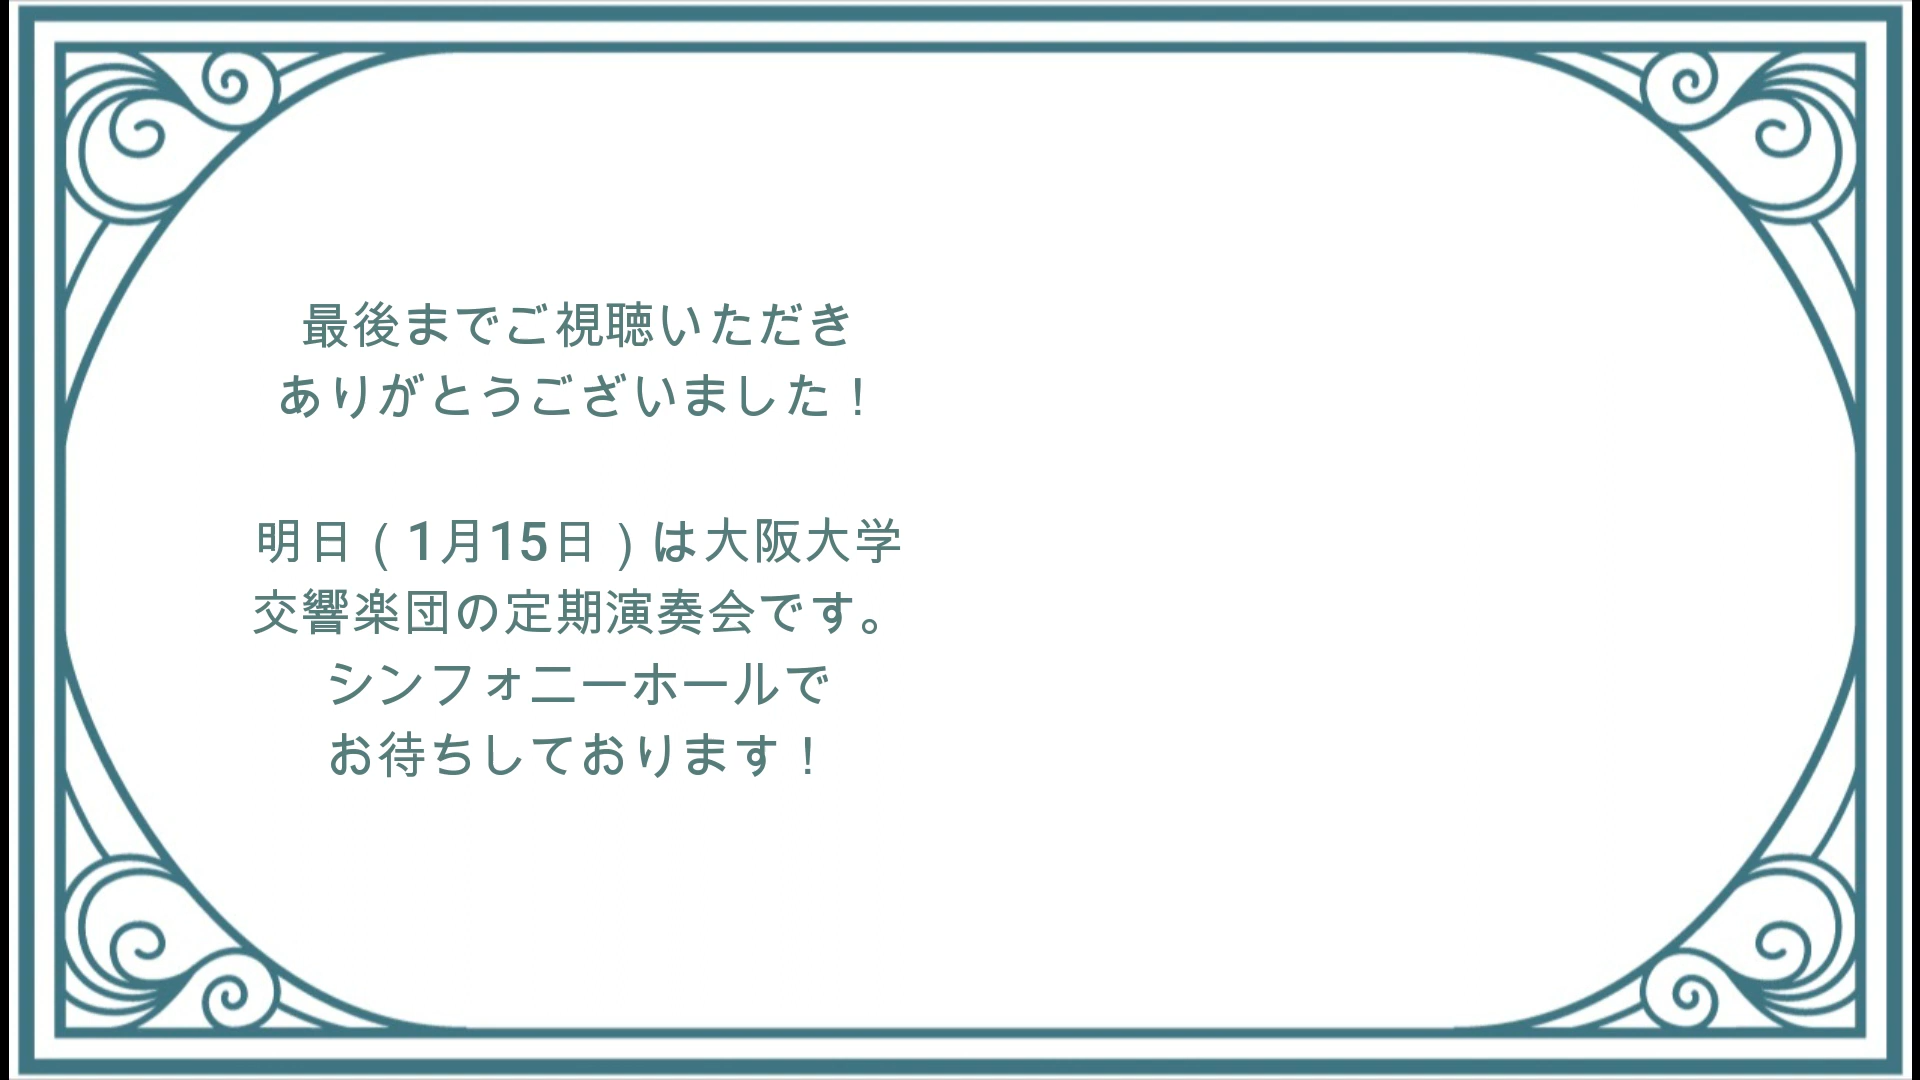 最後までご視聴いただき
ありがとうございました！
明日（1月15日）は大阪大学
交響楽団の定期演奏会です。
シンフォニーホールで
お待ちしております！